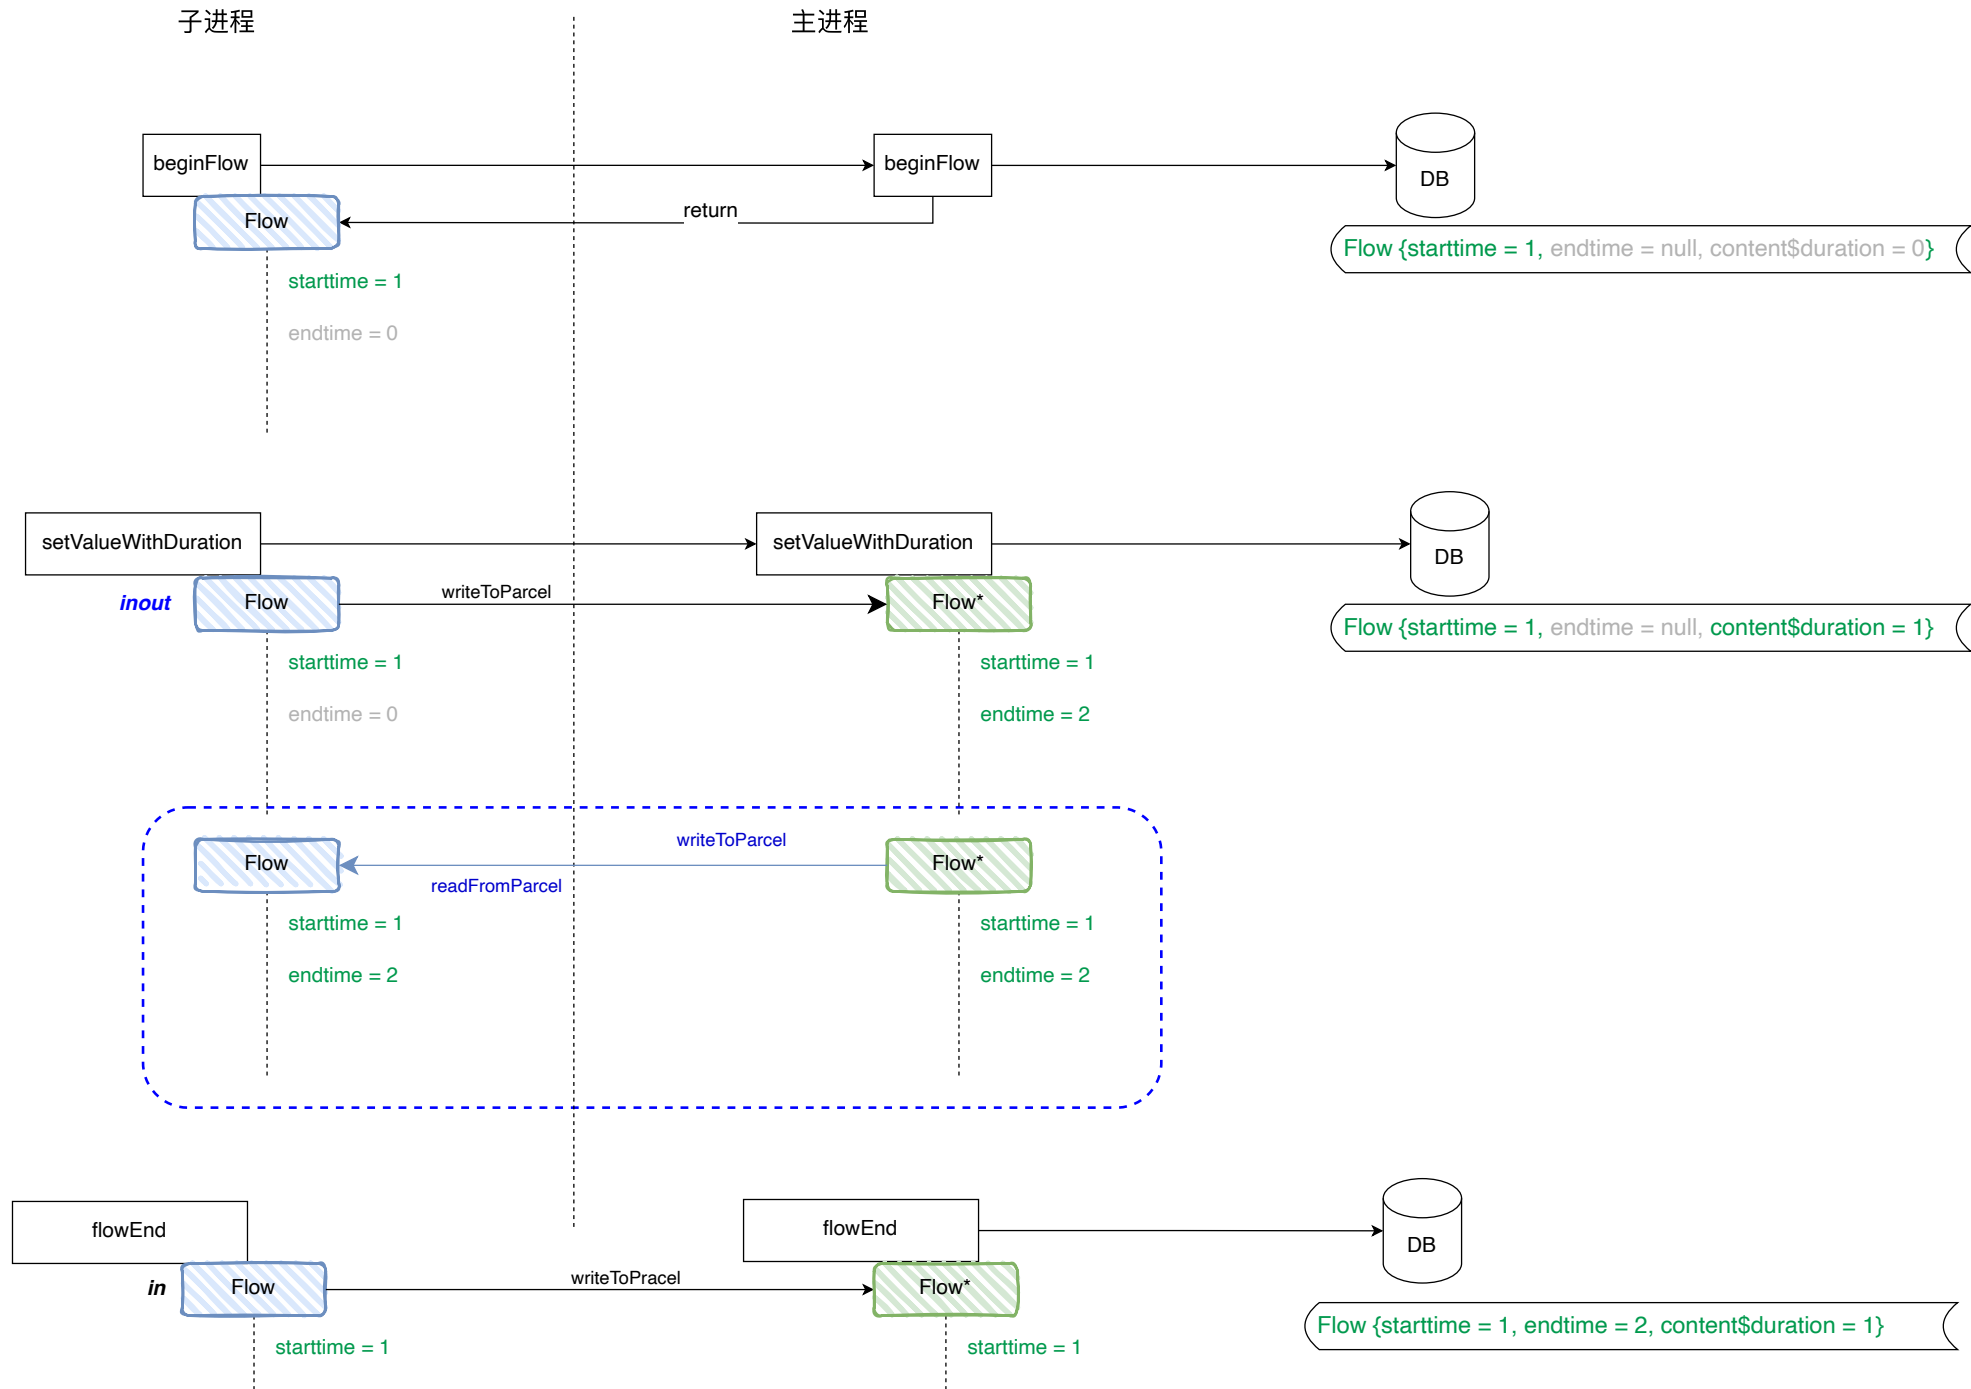 子进程
主进程
beginFlow
beginFlow
DB
Flow
return
Flow {starttime = 1, endtime = null, content$duration = 0}
starttime = 1
endtime = 0
setValueWithDuration
setValueWithDuration
DB
inout
Flow
writeToParcel
Flow*
Flow {starttime = 1, endtime = null, content$duration = 1}
starttime = 1
starttime = 1
endtime = 0
endtime = 2
writeToParcel
Flow
Flow*
readFromParcel
starttime = 1
starttime = 1
endtime = 2
endtime = 2
flowEnd
flowEnd
DB
in
Flow
writeToPracel
Flow*
Flow {starttime = 1, endtime = 2, content$duration = 1}
starttime = 1
starttime = 1